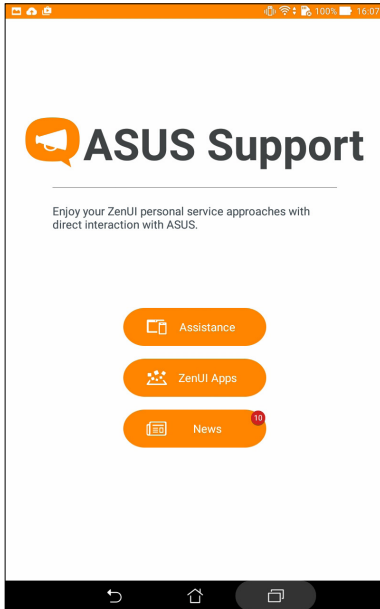 100% 16:07
ASUS Support
Enjoy your ZenUI personal service approaches with
direct interaction with ASUS.
Assistance
ZenUI Apps
10
News